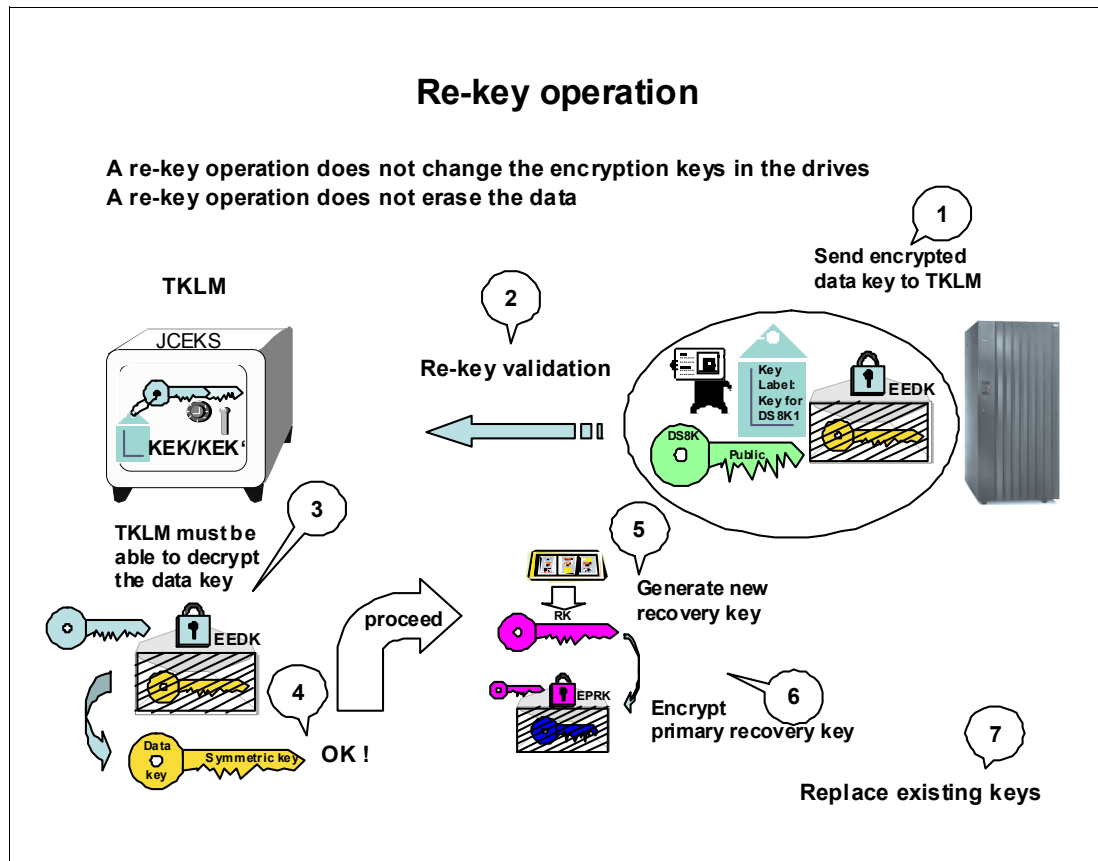 Re-key operation
A re-key operation does not change the encryption keys in the drives
A re-key operation does not erase the data
1
Send encrypted
data key to TKLM
TKLM
2
JCEKS
Re-key validation
KEK/KEK‘
Key
Label:
Key for
DS8K1
EEDK
DS8K
Public
3
TKLM must be
able to decrypt
the data key
EEDK
4
Data
key
Symmetric key
OK !
proceed
5
Generate new
recovery key
RK
EPRK
6
Encrypt
primary recovery key
7
Replace existing keys